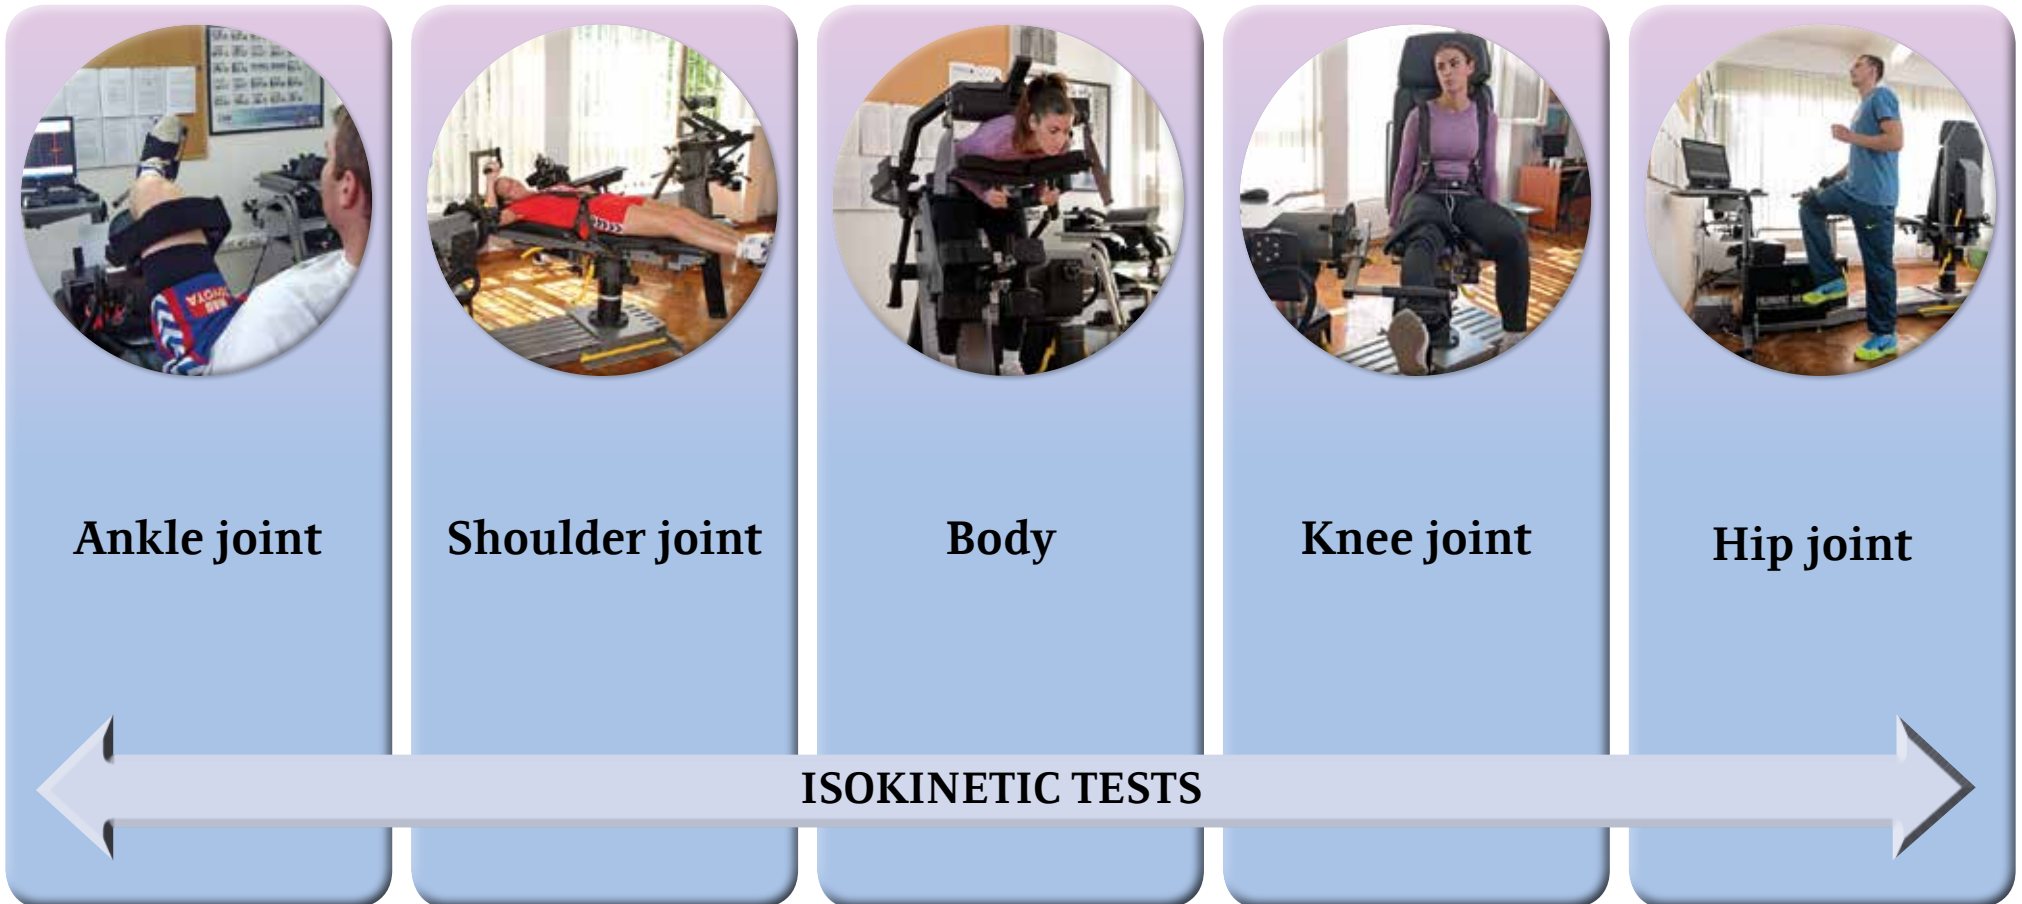 Ankle joint
Shoulder joint
Body
Knee joint
Hip joint
ISOKINETIC TESTS